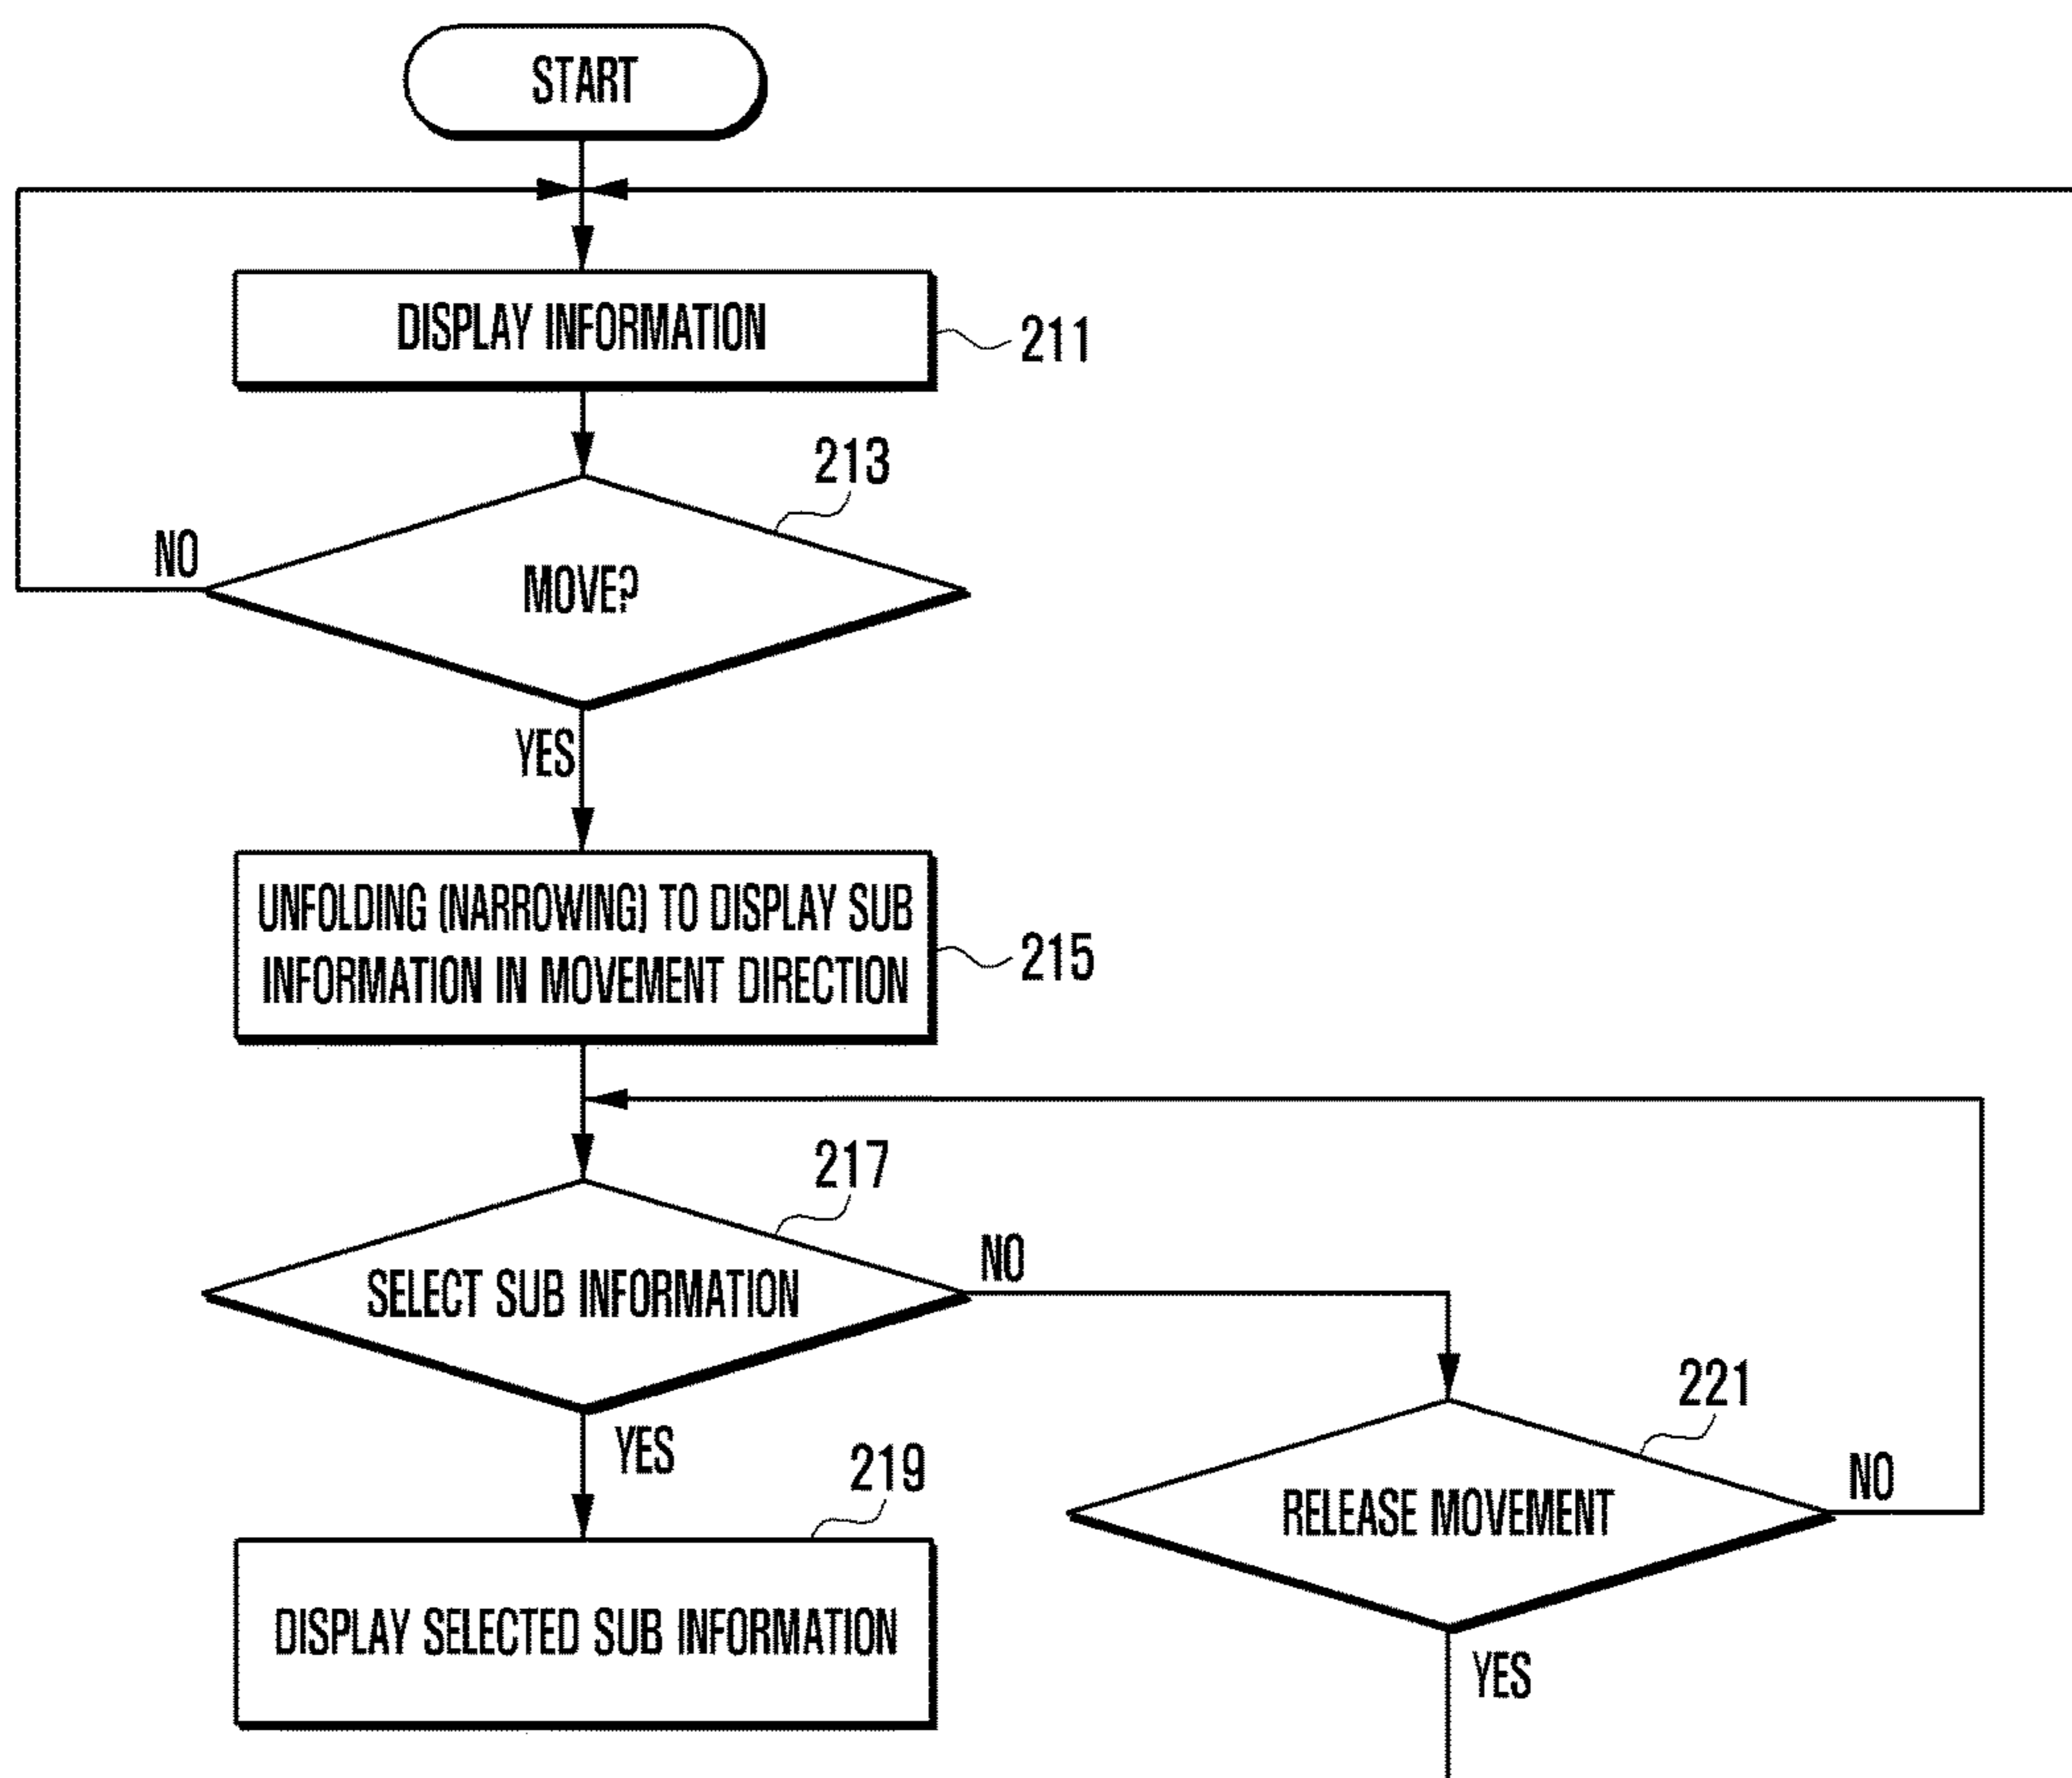 START
DISPLAY INFORMATION
211
213
NO
MOVE?
YES
UNFOLDING (NARROWING) TO DISPLAY SUB
INFORMATION IN MOVEMENT DIRECTION
215
217
NO
SELECT SUB INFORMATION
221
YES
219
NO
RELEASE MOVEMENT
DISPLAY SELECTED SUB INFORMATION
YES